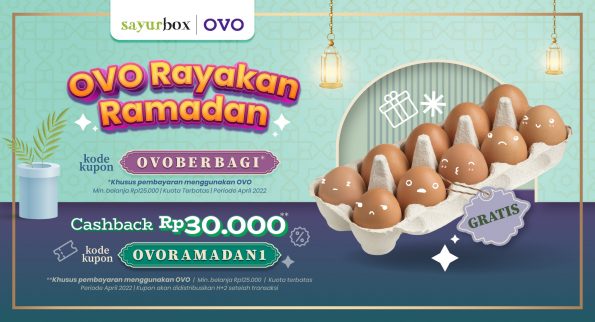 sayurbox | OVO
OVO Rayakan
Ramadan
kode
kupon
OVOBERBAGI*
*Khusus pembayaran menggunakan OVO
Min. belanja Rp125.000 | Kuota Terbatas | Periode April 2022
Cashback Rp30.000**
kode
kupon
OVORAMADAN1
**Khusus pembayaran menggunakan OVO | Min. belanja Rp125.000 | Kuota terbatas
Periode April 2022 | Kupon akan didistribusikan H+2 setelah transaksi
GRATIS